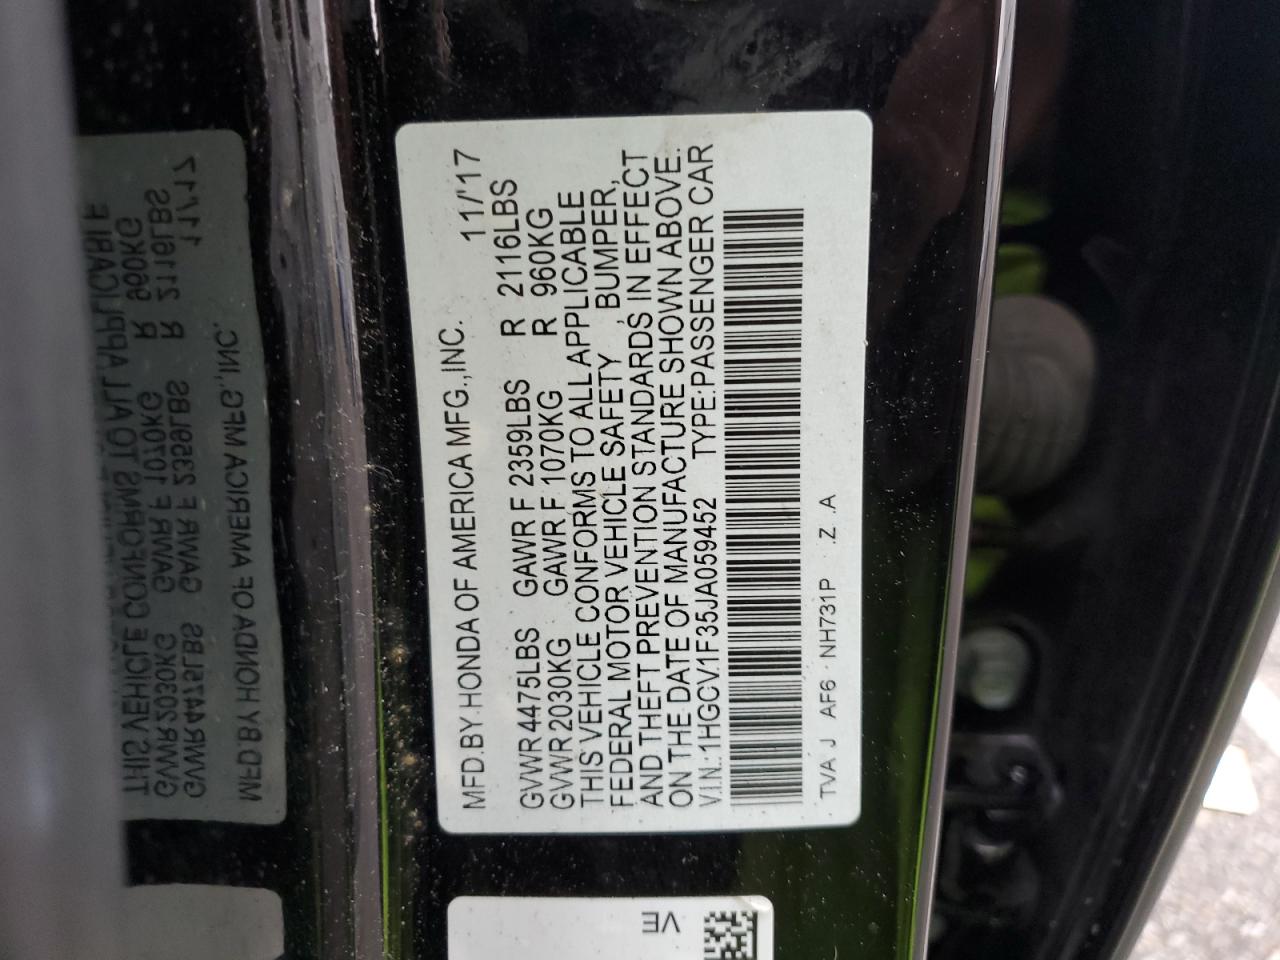 MFD.BY.HONDA OF AMERICA MFG.,INC. 11/'17
GVWR 4475LBS GAWR F 2359LBS R 2116LBS
GVWR 2030KG GAWR F 1070KG R 960KG
THIS VEHICLE CONFORMS TO ALL APPLICABLE
FEDERAL MOTOR VEHICLE SAFETY , BUMPER,
AND THEFT PREVENTION STANDARDS IN EFFECT
ON THE DATE OF MANUFACTURE SHOWN ABOVE.
V.I.N.:1HGCV1F35JA059452 TYPE:PASSENGER CAR
TVA J AF6 · NH731P . Z .A
VE